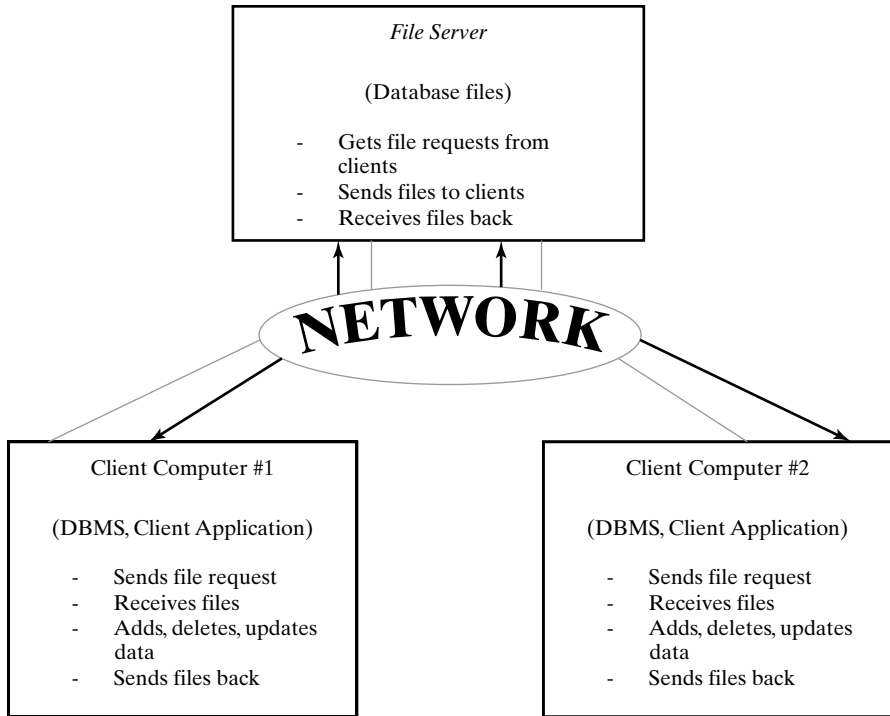 File Server
(Database files)
- Gets file requests from
clients
- Sends files to clients
- Receives files back
NETWORK
Client Computer #1
(DBMS, Client Application)
- Sends file request
- Receives files
- Adds, deletes, updates
data
- Sends files back
Client Computer #2
(DBMS, Client Application)
- Sends file request
- Receives files
- Adds, deletes, updates
data
- Sends files back